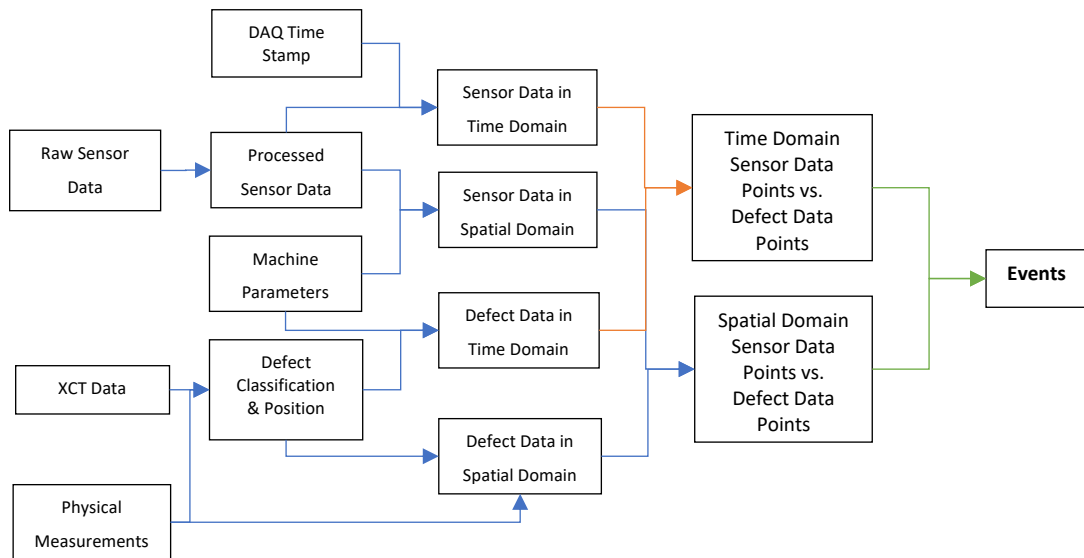 DAQ Time
Stamp
Raw Sensor
Data
Processed
Sensor Data
Machine
Parameters
XCT Data
Defect
Classification
& Position
Physical
Measurements
Sensor Data in
Time Domain
Sensor Data in
Spatial Domain
Defect Data in
Time Domain
Defect Data in
Spatial Domain
Time Domain
Sensor Data
Points vs.
Defect Data
Points
Spatial Domain
Sensor Data
Points vs.
Defect Data
Points
Events